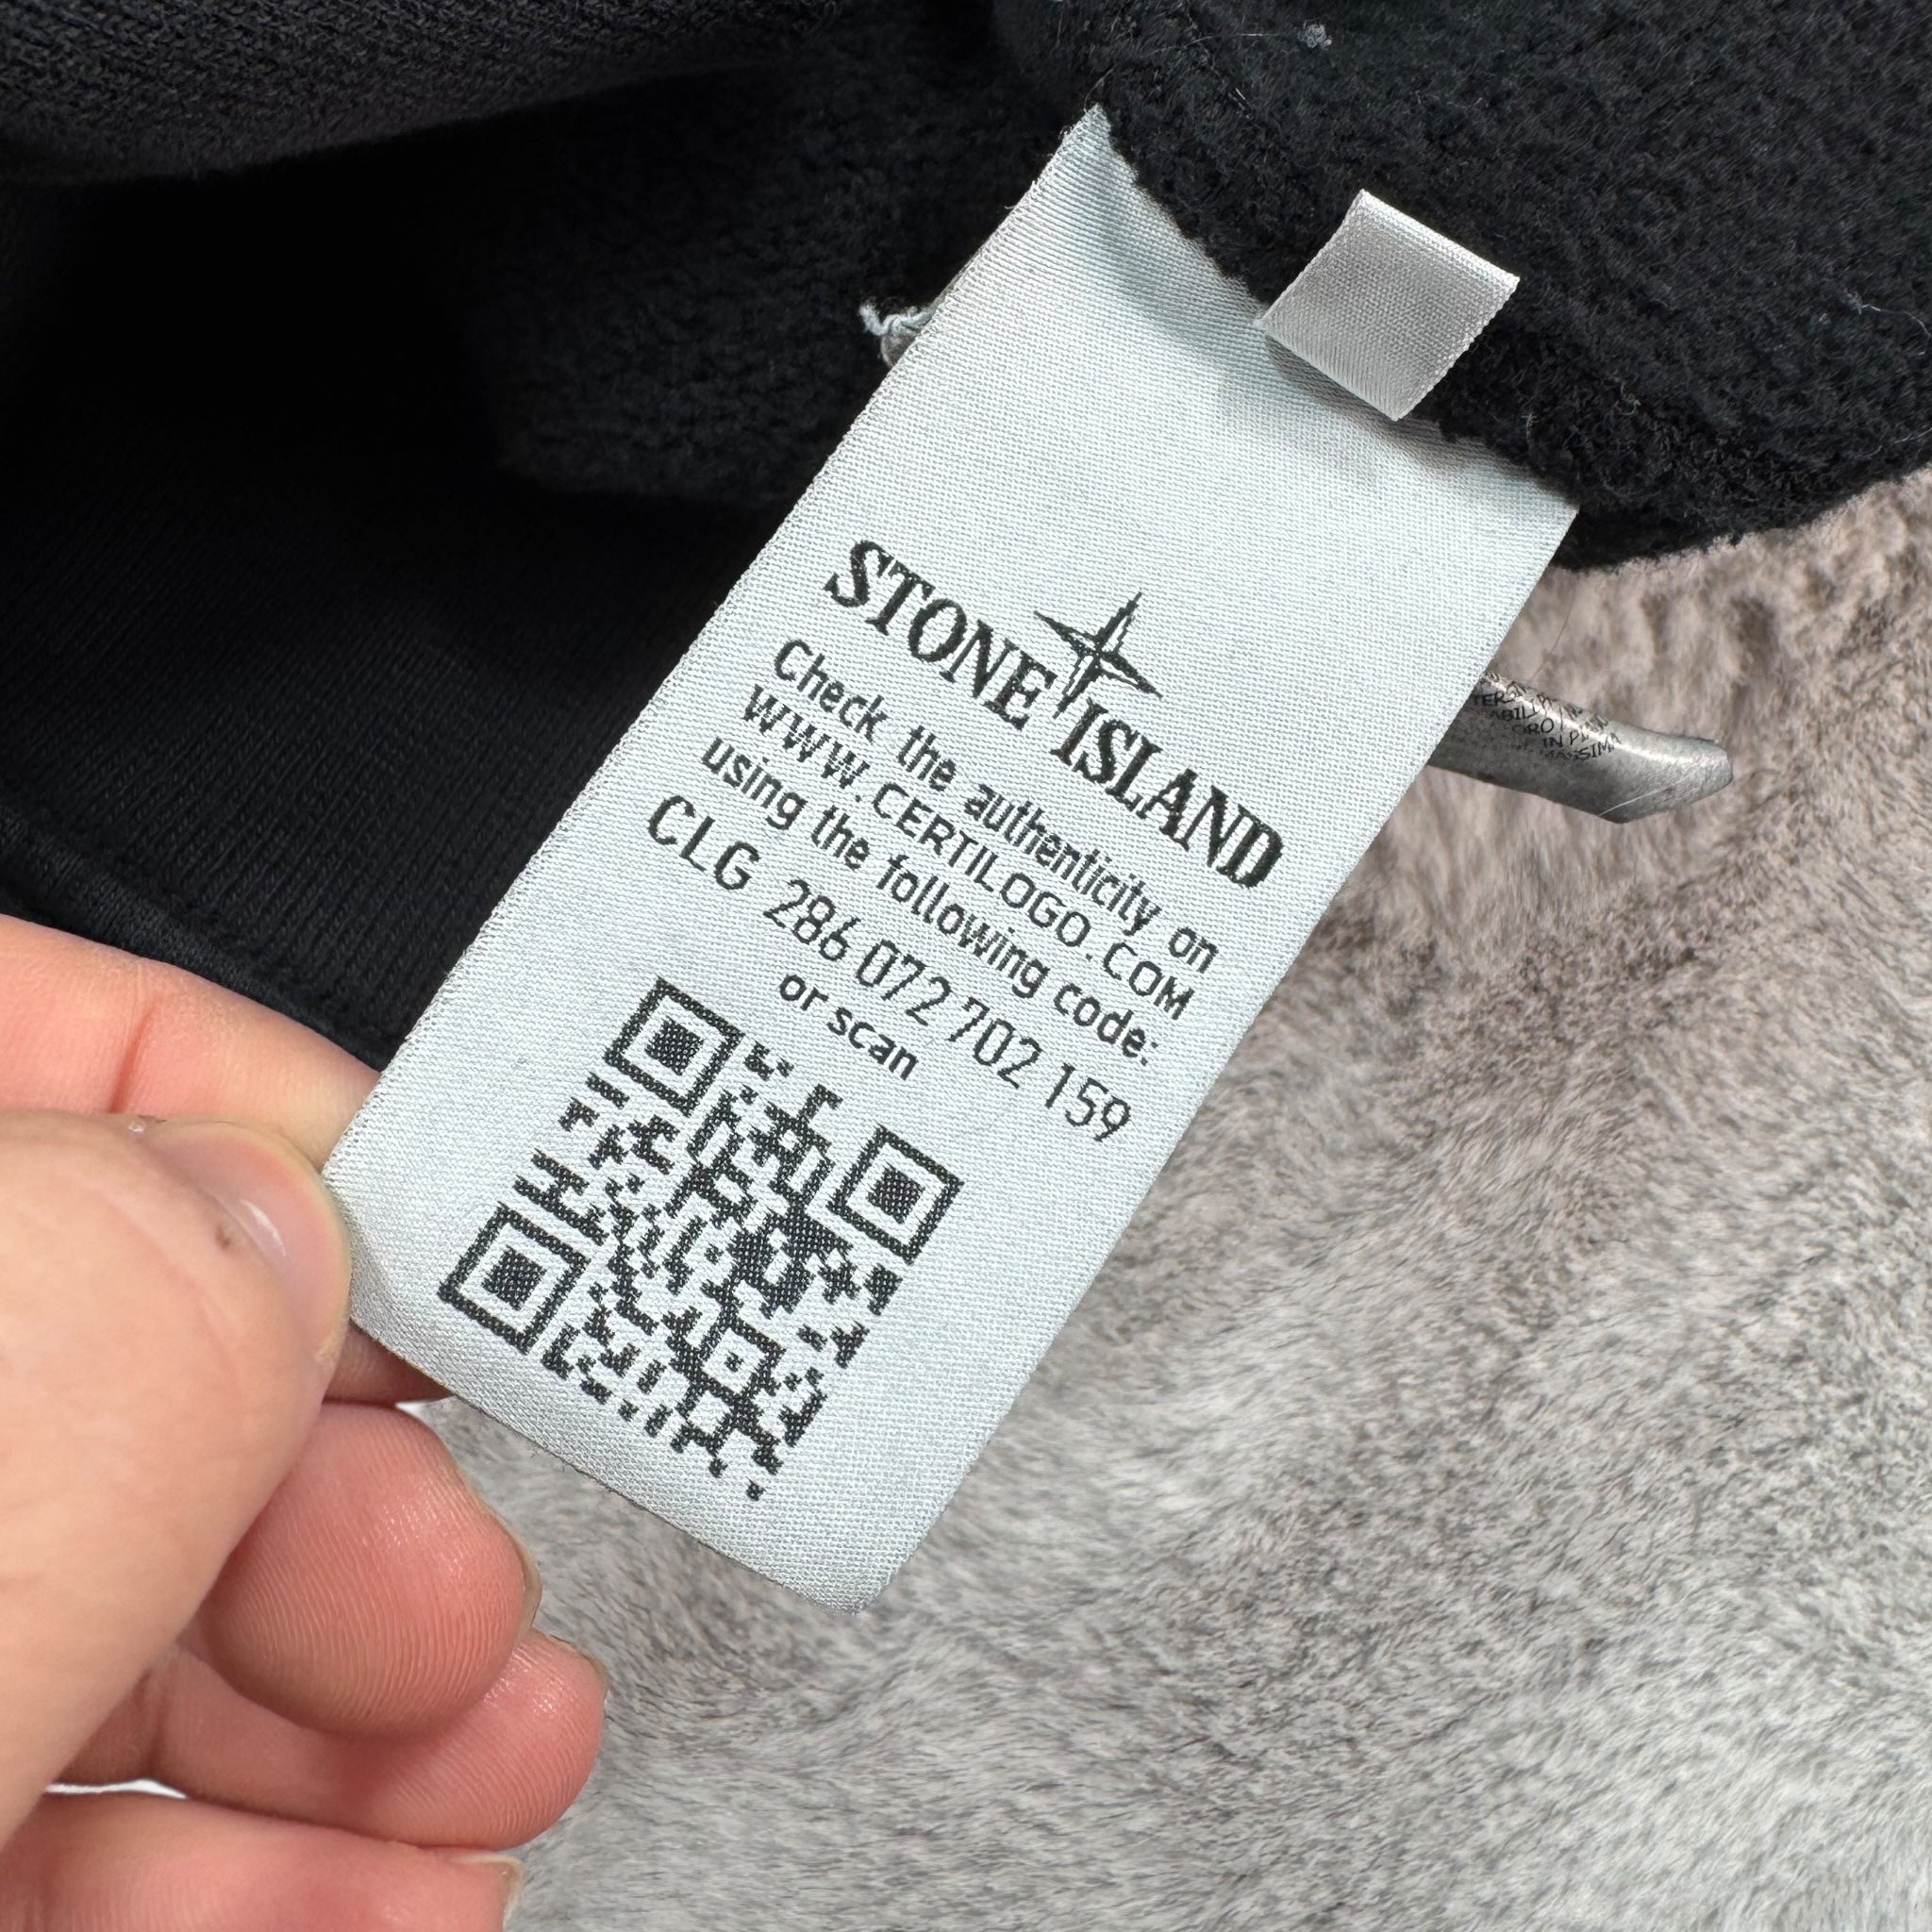 STONE ISLAND
Check the authenticity on
WWW.CERTILOGO.COM
using the following code:
CLG 286 072 702 159
or scan